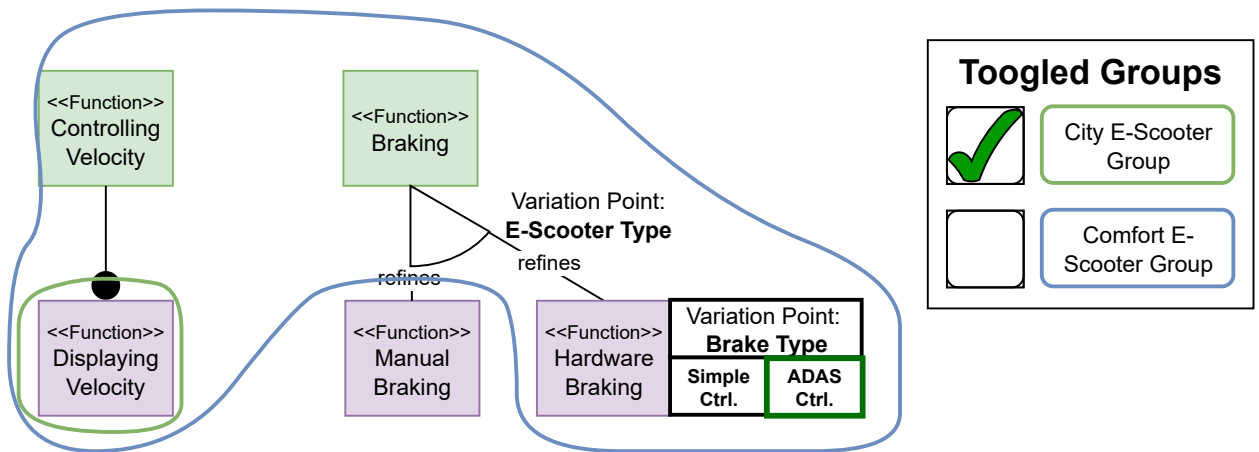 <<Function>>
Controlling
Velocity
<<Function>>
Braking
Variation Point:
E-Scooter Type
refines
refines
<<Function>>
Displaying
Velocity
<<Function>>
Manual
Braking
<<Function>>
Hardware
Braking
Variation Point:
Brake Type
Simple
Ctrl.
ADAS
Ctrl.
Toogled Groups
City E-Scooter
Group
Comfort E-
Scooter Group